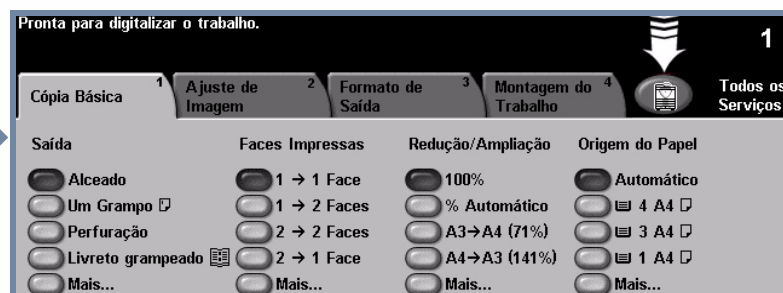 Pronta para digitalizar o trabalho.
1
Cópia Básica 1
Ajuste de Imagem 2
Formato de Saída 3
Montagem do Trabalho 4
Todos os Serviços
Saída
Alceado
Um Grampo
Perfuração
Livreto grampeado
Mais...
Faces Impressas
1 → 1 Face
1 → 2 Faces
2 → 2 Faces
2 → 1 Face
Mais...
Redução/Ampliação
100%
% Automático
A3→A4 (71%)
A4→A3 (141%)
Mais...
Origem do Papel
Automático
4 A4
3 A4
1 A4
Mais...